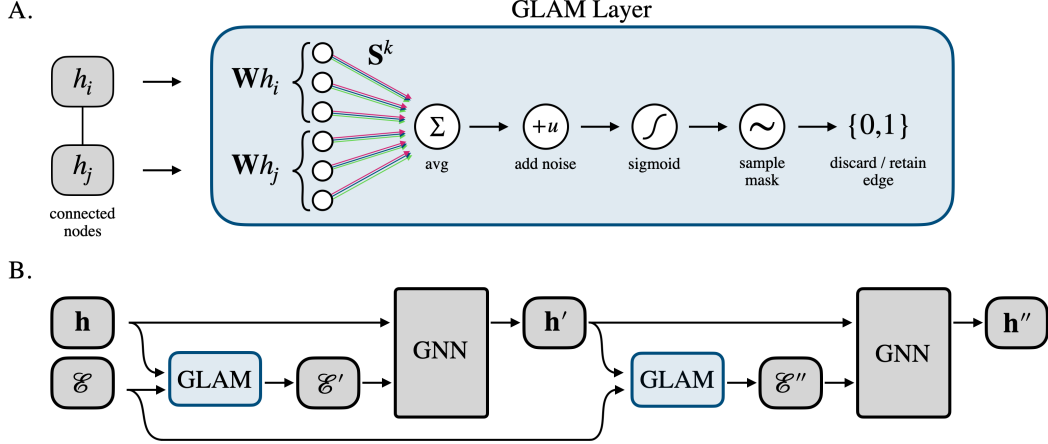 A.
GLAM Layer
h_i
h_j
connected
nodes
Wh_i {
Wh_j {
S^k
Σ
avg
+u
add noise
∫
sigmoid
~
sample
mask
{0,1}
discard / retain
edge
B.
h
ℰ
GLAM
ℰ′
GNN
h′
GLAM
ℰ″
GNN
h″